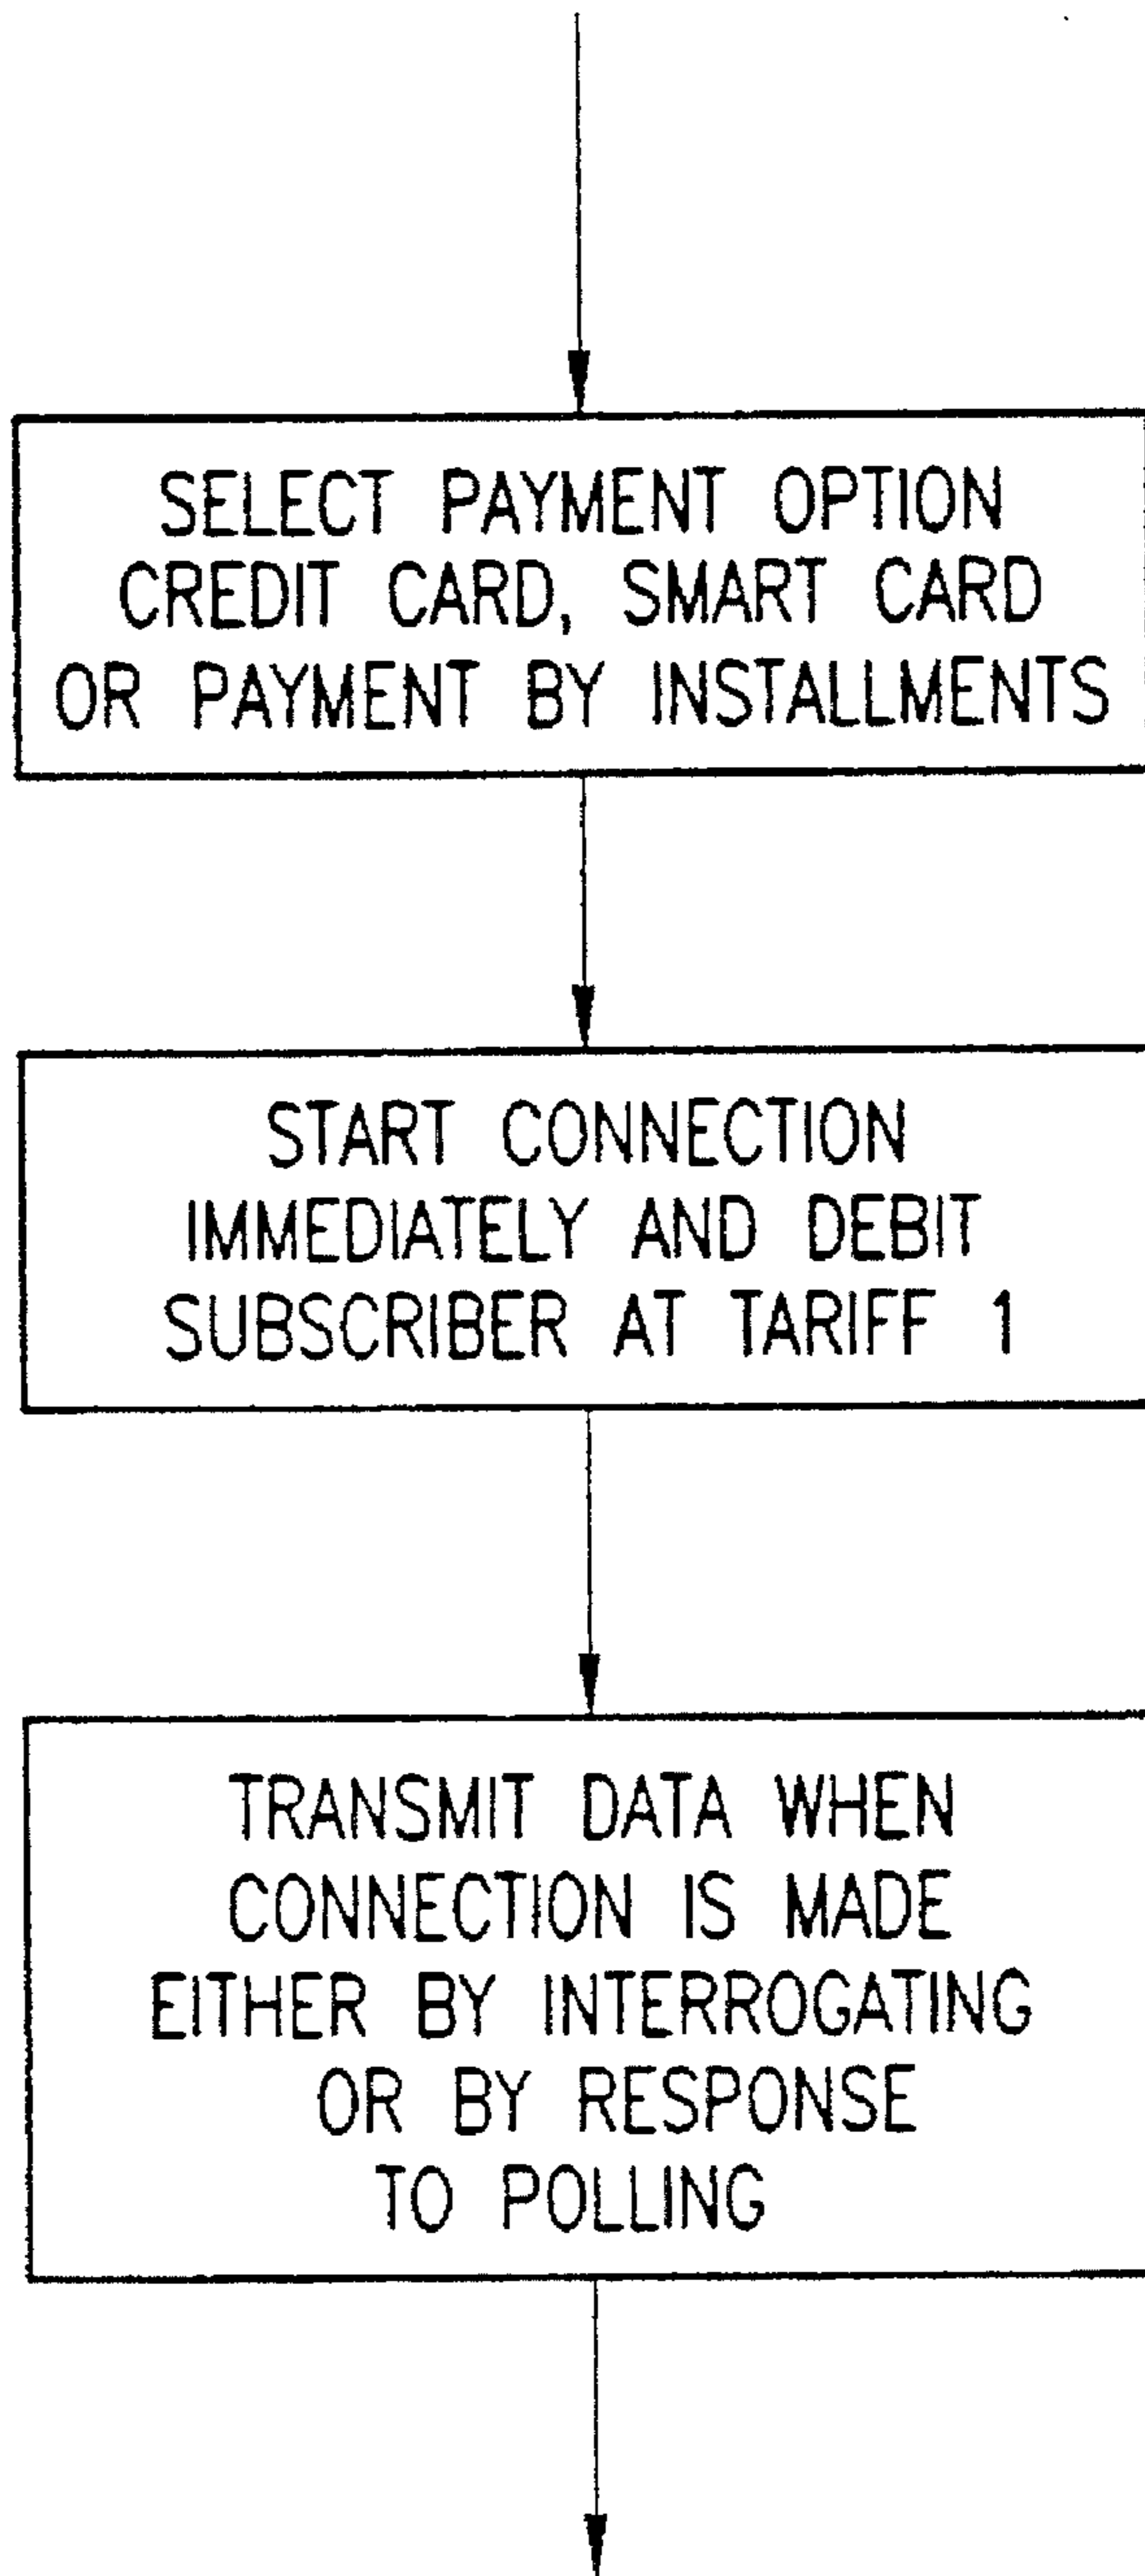 SELECT PAYMENT OPTION
CREDIT CARD, SMART CARD
OR PAYMENT BY INSTALLMENTS
START CONNECTION
IMMEDIATELY AND DEBIT
SUBSCRIBER AT TARIFF 1
TRANSMIT DATA WHEN
CONNECTION IS MADE
EITHER BY INTERROGATING
OR BY RESPONSE
TO POLLING